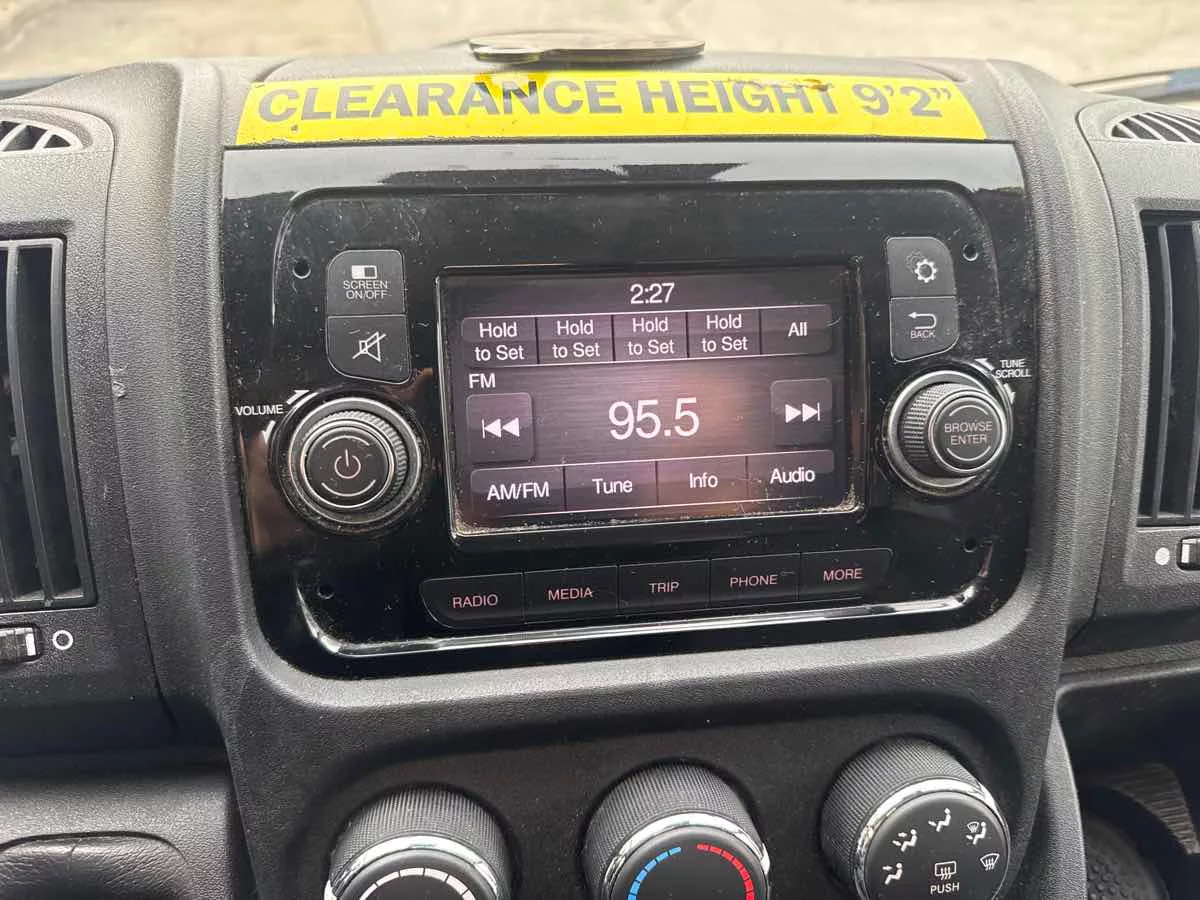 CLEARANCE HEIGHT 9'2"
SCREEN
ON/OFF
2:27
Hold
to Set
Hold
to Set
Hold
to Set
Hold
to Set
All
BACK
FM
VOLUME
TUNE
SCROLL
95.5
BROWSE
ENTER
AM/FM
Tune
Info
Audio
RADIO
MEDIA
TRIP
PHONE
MORE
PUSH